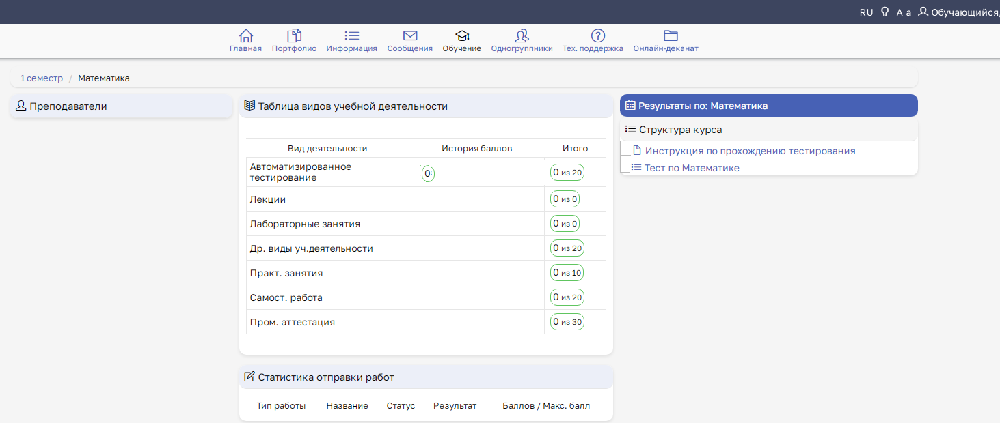 RU A a Обучающийся,
Главная Портфолио Информация Сообщения Обучение Одногруппники Тех. поддержка Онлайн-деканат
1 семестр / Математика
Преподаватели
Таблица видов учебной деятельности
Вид деятельности История баллов Итого
Автоматизированное
тестирование 0 0 из 20
Лекции 0 из 0
Лабораторные занятия 0 из 0
Др. виды уч.деятельности 0 из 20
Практ. занятия 0 из 10
Самост. работа 0 из 20
Пром. аттестация 0 из 30
Статистика отправки работ
Тип работы Название Статус Результат Баллов / Макс. балл
Результаты по: Математика
Структура курса
Инструкция по прохождению тестирования
Тест по Математике